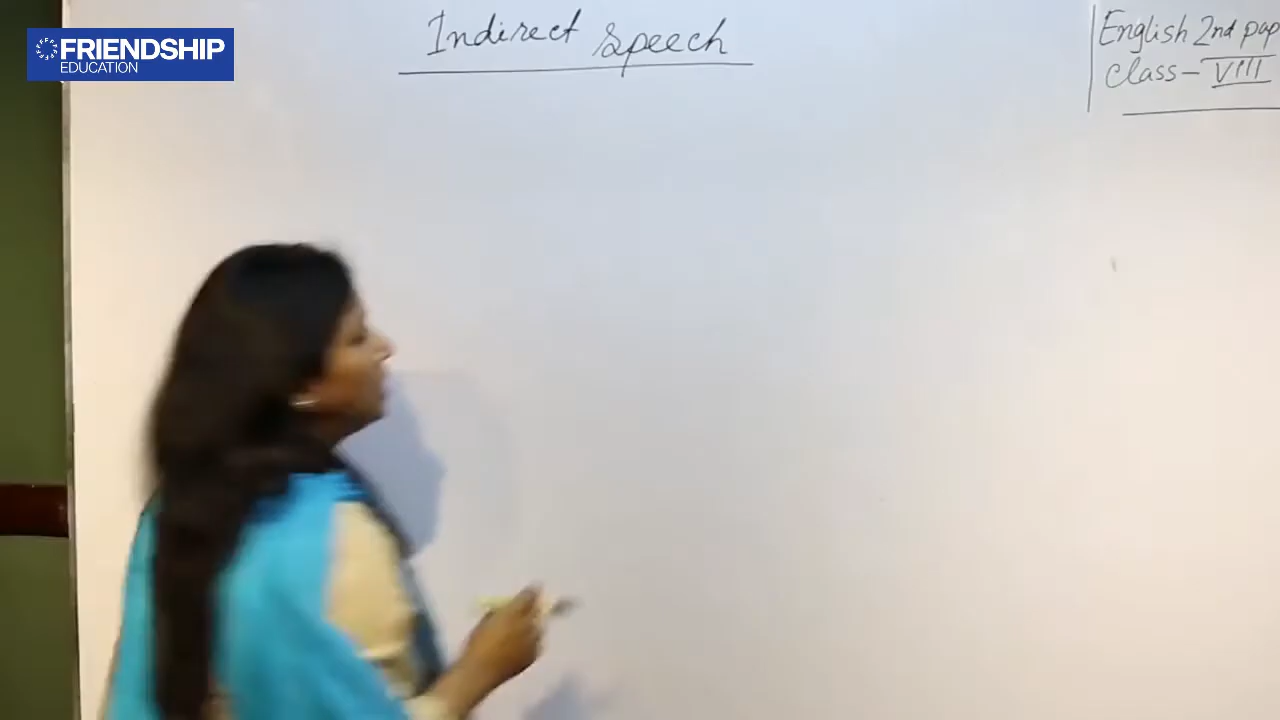 FRIENDSHIP
EDUCATION
Indirect speech
English 2nd pap
class- VIII